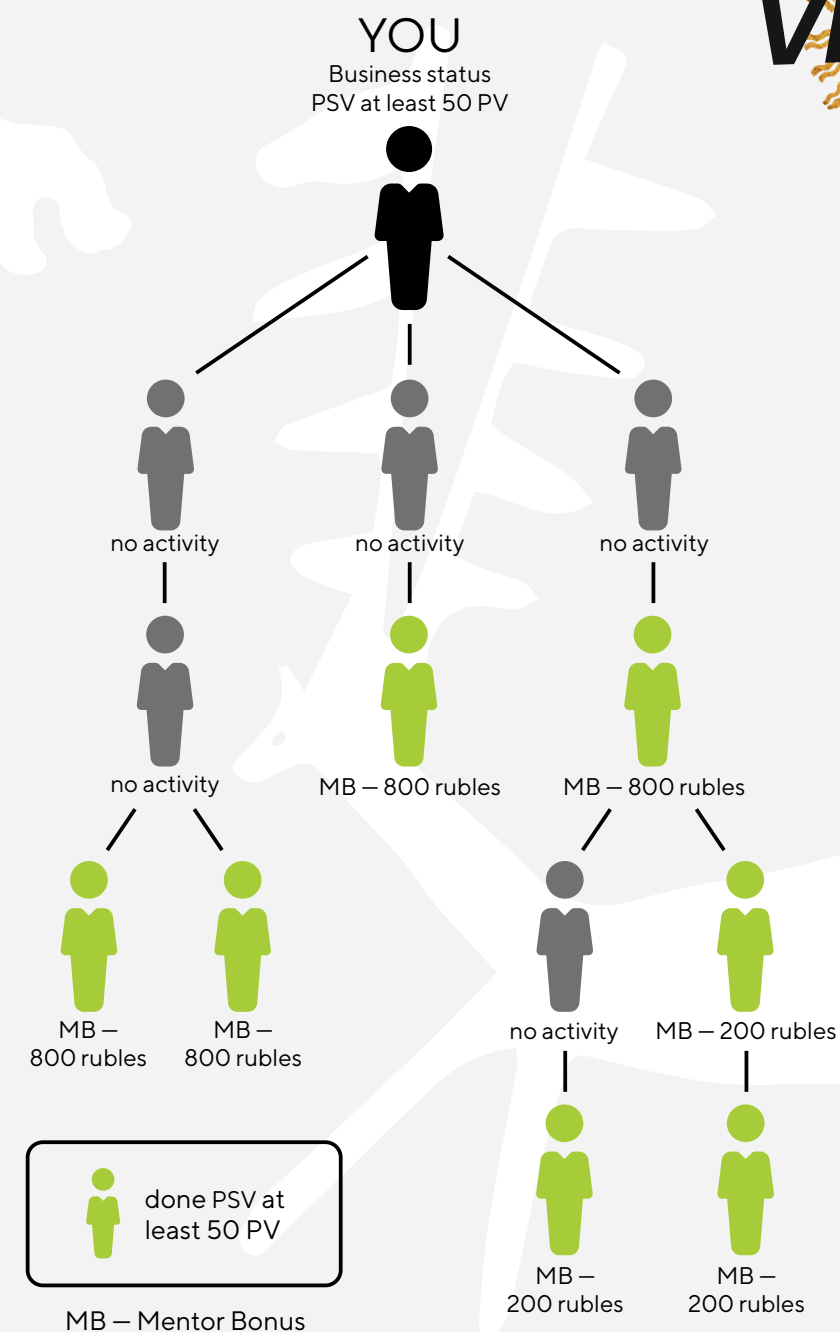 YOU
Business status
PSV at least 50 PV
no activity
no activity
no activity
no activity
MB – 800 rubles
MB – 800 rubles
MB –
800 rubles
MB –
800 rubles
no activity
MB – 200 rubles
done PSV at
least 50 PV
MB –
200 rubles
MB –
200 rubles
MB – Mentor Bonus